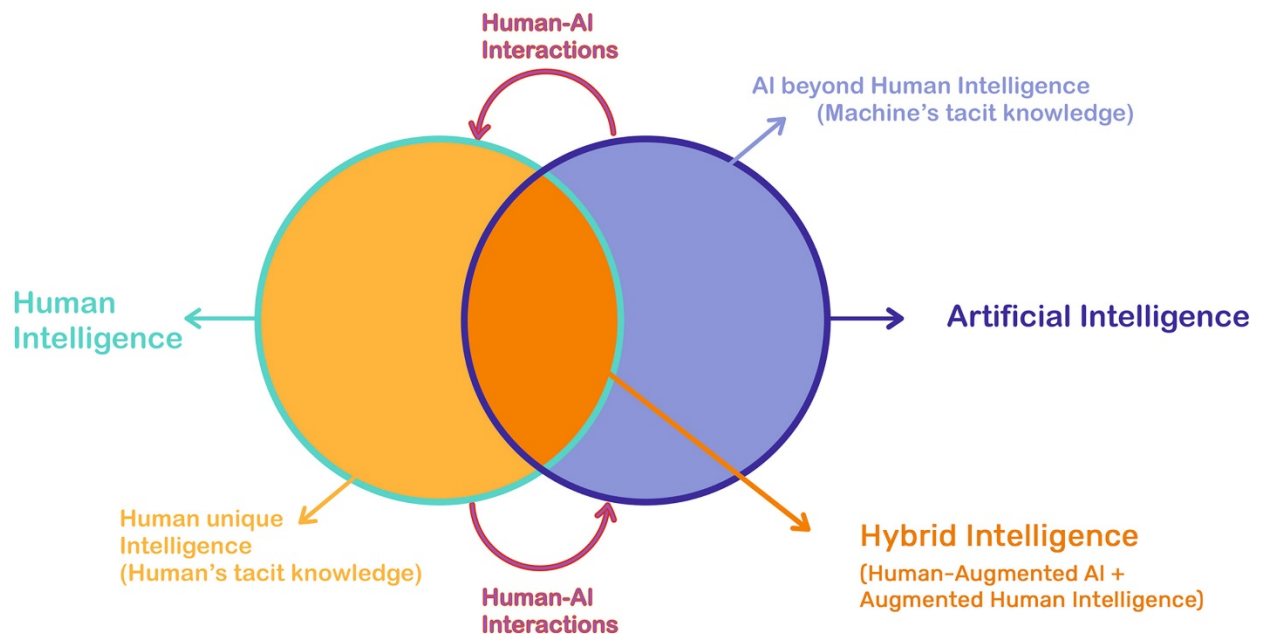 Human-AI
Interactions
AI beyond Human Intelligence
(Machine's tacit knowledge)
Human
Intelligence
Artificial Intelligence
Human unique
Intelligence
(Human's tacit knowledge)
Hybrid Intelligence
(Human-Augmented AI +
Augmented Human Intelligence)
Human-AI
Interactions